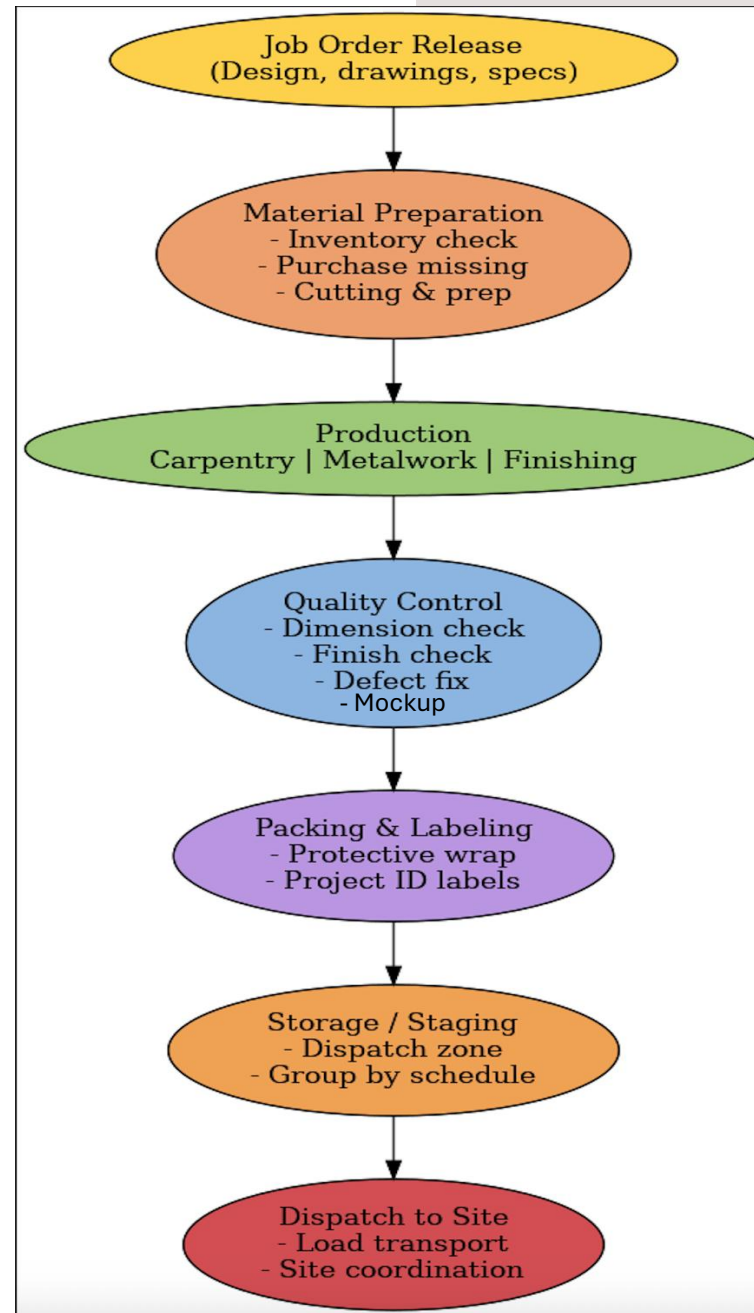 Job Order Release
(Design, drawings, specs)
Material Preparation
- Inventory check
- Purchase missing
- Cutting & prep
Production
Carpentry | Metalwork | Finishing
Quality Control
- Dimension check
- Finish check
- Defect fix
- Mockup
Packing & Labeling
- Protective wrap
- Project ID labels
Storage / Staging
- Dispatch zone
- Group by schedule
Dispatch to Site
- Load transport
- Site coordination